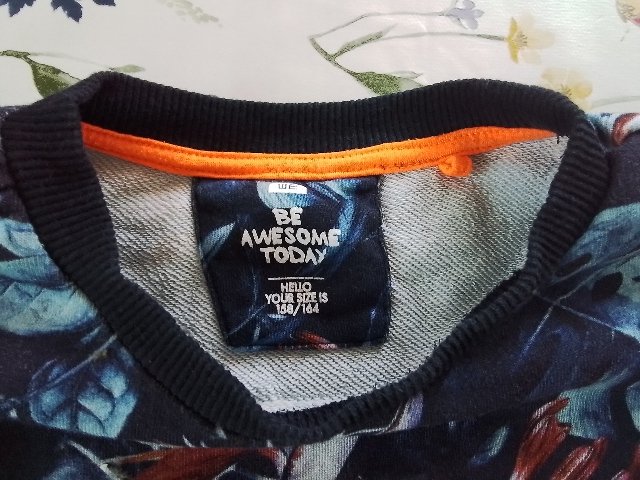 WE
BE
AWESOME
TODAY
HELLO
YOUR SIZE IS
158/164